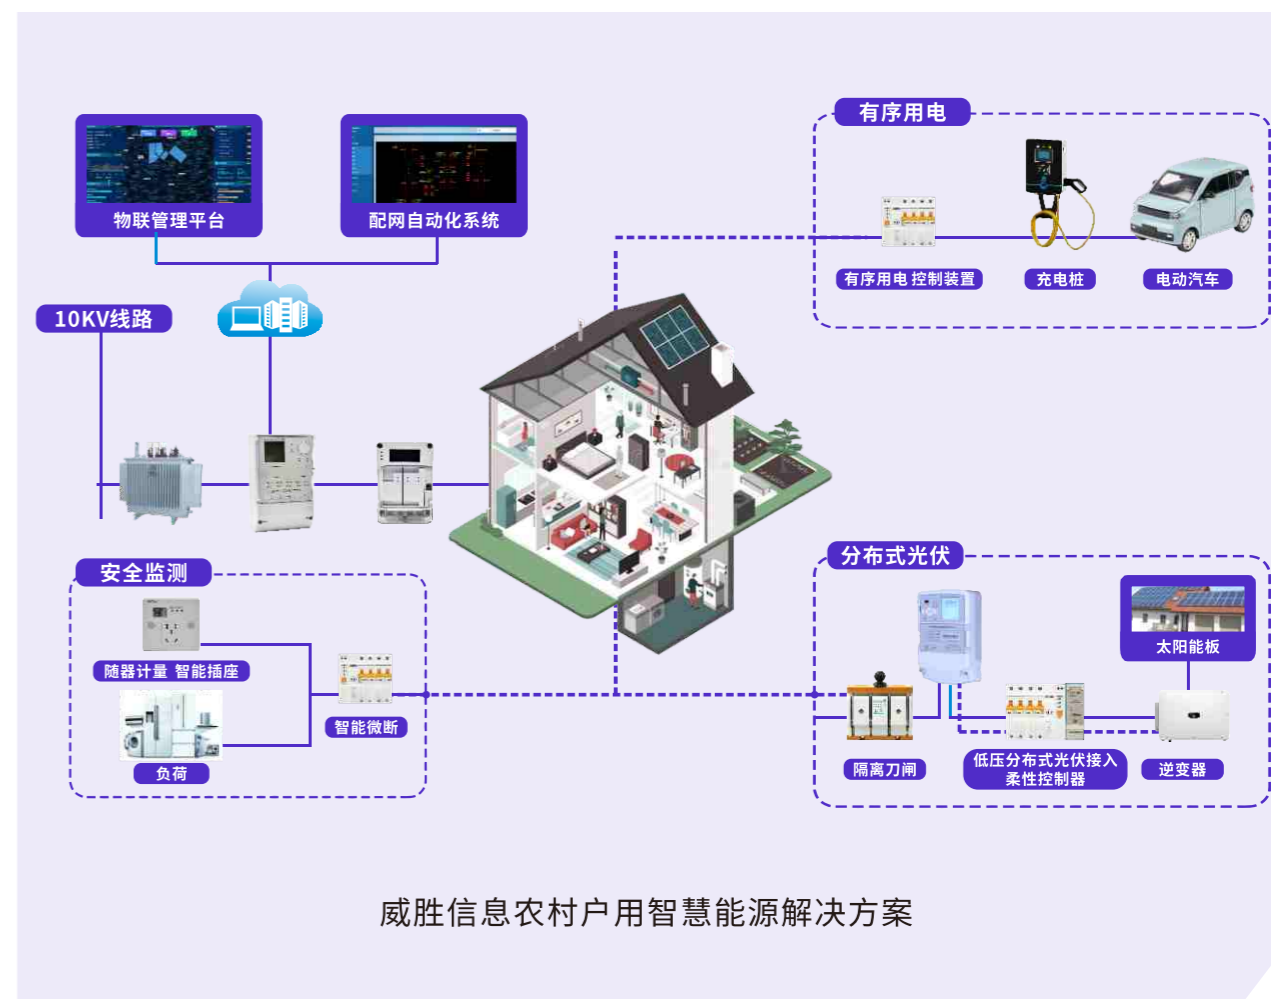 有序用电
物联管理平台
配网自动化系统
有序用电 控制装置
充电桩
电动汽车
10KV线路
安全监测
随器计量 智能插座
智能微断
负荷
分布式光伏
太阳能板
隔离刀闸
低压分布式光伏接入
柔性控制器
逆变器
威胜信息农村户用智慧能源解决方案